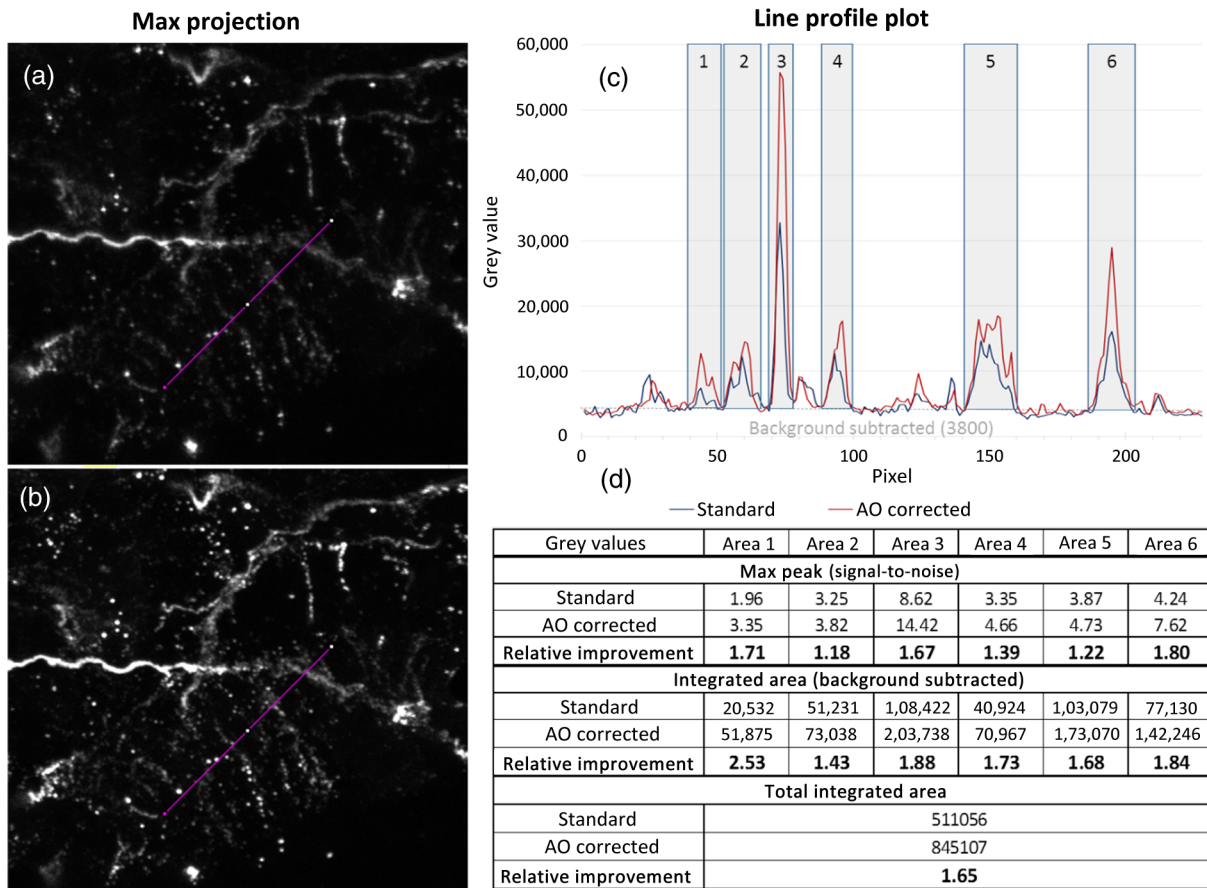 Max projection
Line profile plot
(a)
(b)
(c)
60,000
50,000
40,000
30,000
20,000
10,000
0
Grey value
1
2
3
4
5
6
Background subtracted (3800)
0
50
100
150
200
Pixel
(d)
Standard
AO corrected
Grey values Area 1 Area 2 Area 3 Area 4 Area 5 Area 6
Max peak (signal-to-noise)
Standard 1.96 3.25 8.62 3.35 3.87 4.24
AO corrected 3.35 3.82 14.42 4.66 4.73 7.62
Relative improvement 1.71 1.18 1.67 1.39 1.22 1.80
Integrated area (background subtracted)
Standard 20,532 51,231 1,08,422 40,924 1,03,079 77,130
AO corrected 51,875 73,038 2,03,738 70,967 1,73,070 1,42,246
Relative improvement 2.53 1.43 1.88 1.73 1.68 1.84
Total integrated area
Standard 511056
AO corrected 845107
Relative improvement 1.65